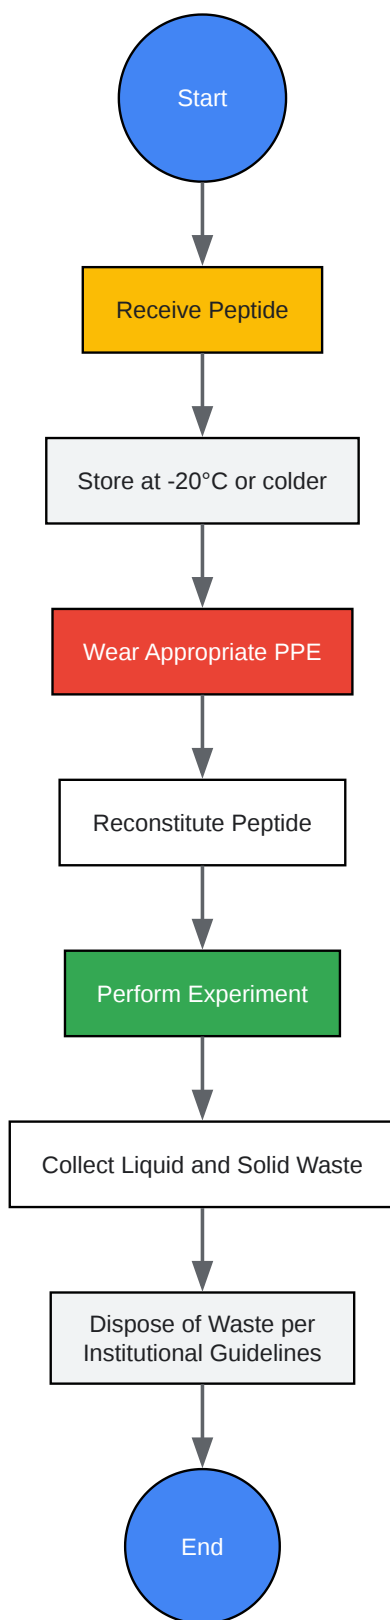 Start
Receive Peptide
Store at -20°C or colder
Wear Appropriate PPE
Reconstitute Peptide
Perform Experiment
Collect Liquid and Solid Waste
Dispose of Waste per
Institutional Guidelines
End